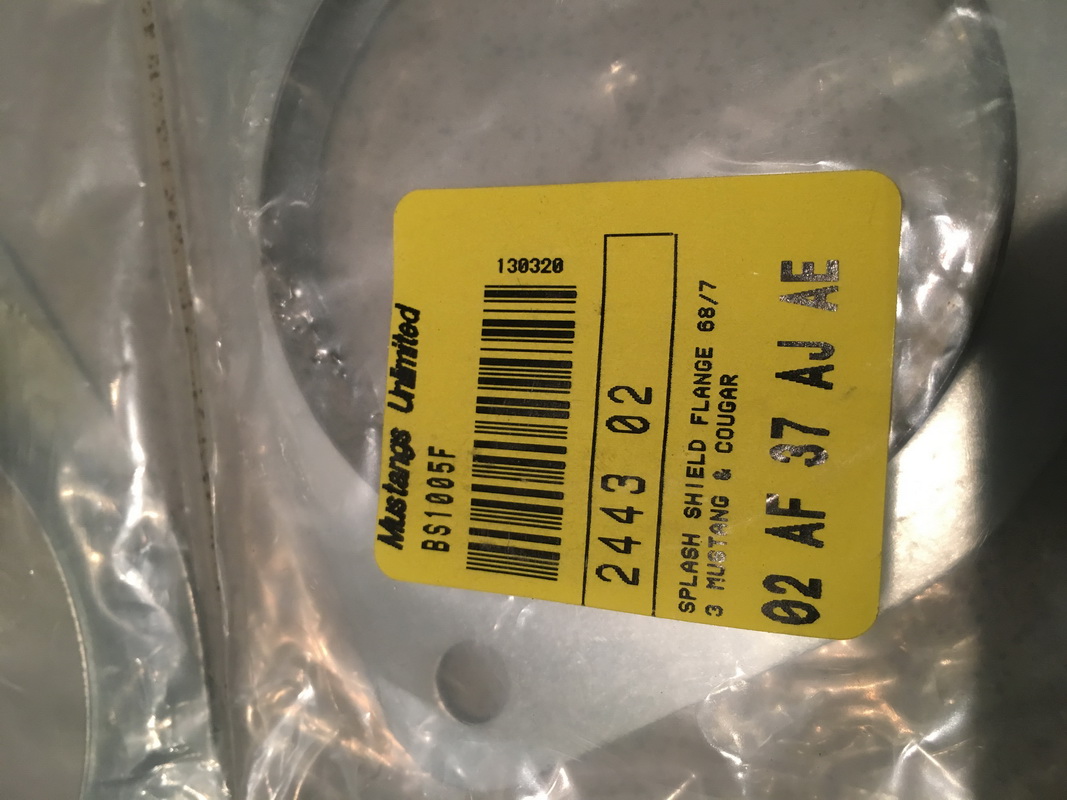 Mustangs Unlimited
BS1005F
130320
2443 02
SPLASH SHIELD FLANGE 68/7
3 MUSTANG & COUGAR
02 AF 37 AJ AE